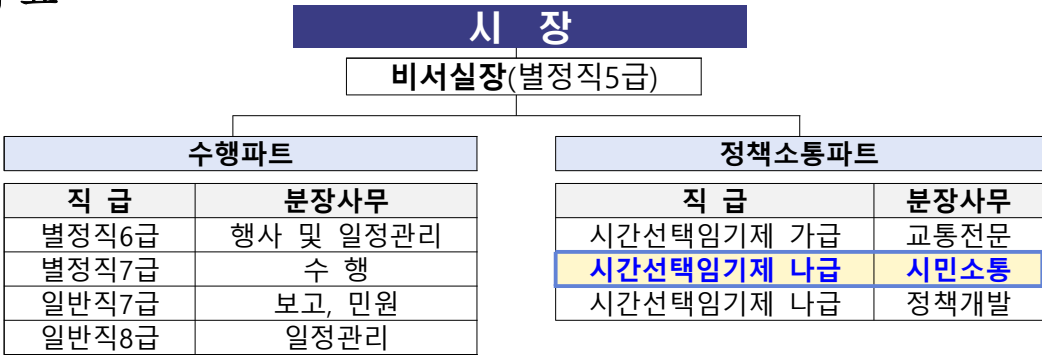 시 장
비서실장(별정직5급)
수행파트
직 급 분장사무
별정직6급 행사 및 일정관리
별정직7급 수 행
일반직7급 보고, 민원
일반직8급 일정관리
정책소통파트
직 급 분장사무
시간선택임기제 가급 교통전문
시간선택임기제 나급 시민소통
시간선택임기제 나급 정책개발